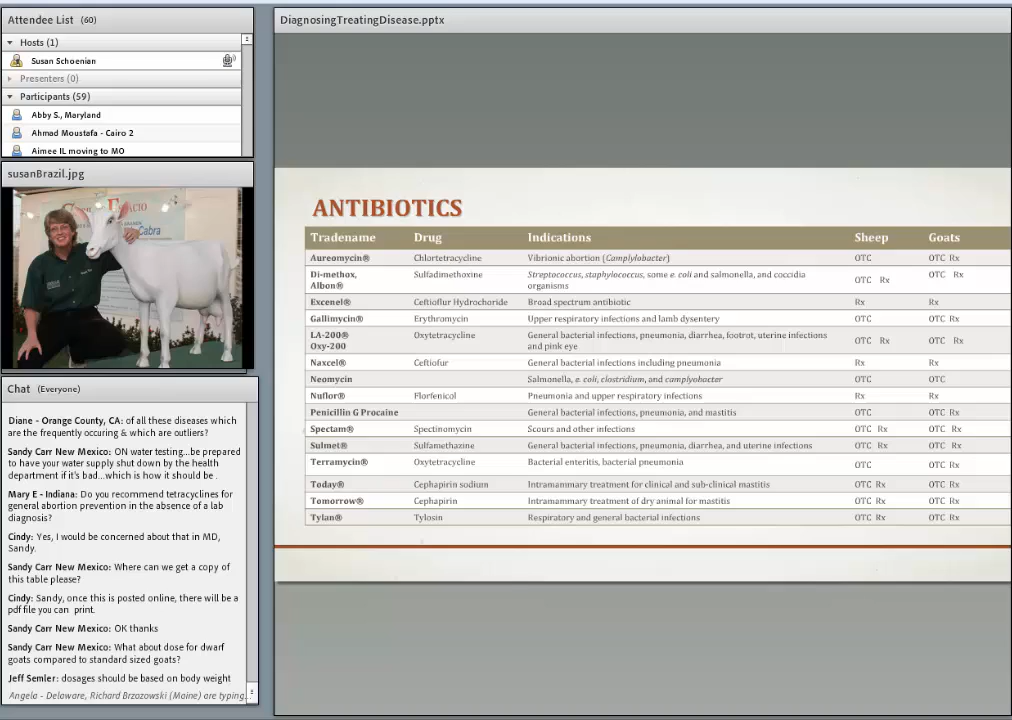 Attendee List (60)
Hosts (1)
Susan Schoenian
Presenters (0)
Participants (59)
Abby S., Maryland
Ahmad Moustafa - Cairo 2
Aimee IL moving to MO
susanBrazil.jpg
Cabra
Chat (Everyone)
Diane - Orange County, CA: of all these diseases which
are the frequently occuring & which are outliers?
Sandy Carr New Mexico: ON water testing...be prepared
to have your water supply shut down by the health
department if it's bad...which is how it should be .
Mary E - Indiana: Do you recommend tetracyclines for
general abortion prevention in the absence of a lab
diagnosis?
Cindy: Yes, I would be concerned about that in MD,
Sandy.
Sandy Carr New Mexico: Where can we get a copy of
this table please?
Cindy: Sandy, once this is posted online, there will be a
pdf file you can print.
Sandy Carr New Mexico: OK thanks
Sandy Carr New Mexico: What about dose for dwarf
goats compared to standard sized goats?
Jeff Semler: dosages should be based on body weight
Angela - Delaware, Richard Brzozowski (Maine) are typing...
DiagnosingTreatingDisease.pptx
ANTIBIOTICS
Tradename Drug Indications Sheep Goats
Aureomycin® Chlortetracycline Vibrionic abortion (Camplylobacter) OTC OTC Rx
Di-methox, Sulfadimethoxine Streptococcus, staphylococcus, some e. coli and salmonella, and coccidia OTC Rx OTC Rx
Albon® organisms
Excenel® Ceftioflur Hydrochoride Broad spectrum antibiotic Rx Rx
Gallimycin® Erythromycin Upper respiratory infections and lamb dysentery OTC OTC Rx
LA-200® Oxytetracycline General bacterial infections, pneumonia, diarrhea, footrot, uterine infections OTC Rx OTC Rx
Oxy-200 and pink eye
Naxcel® Ceftiofur General bacterial infections including pneumonia Rx Rx
Neomycin Salmonella, e. coli, clostridium, and camplyobacter OTC OTC
Nuflor® Florfenicol Pneumonia and upper respiratory infections Rx Rx
Penicillin G Procaine General bacterial infections, pneumonia, and mastitis OTC OTC Rx
Spectam® Spectinomycin Scours and other infections OTC Rx OTC Rx
Sulmet® Sulfamethazine General bacterial infections, pneumonia, diarrhea, and uterine infections OTC Rx OTC Rx
Terramycin® Oxytetracycline Bacterial enteritis, bacterial pneumonia OTC OTC Rx
Today® Cephapirin sodium Intramammary treatment for clinical and sub-clinical mastitis OTC Rx OTC Rx
Tomorrow® Cephapirin Intramammary treatment of dry animal for mastitis OTC Rx OTC Rx
Tylan® Tylosin Respiratory and general bacterial infections OTC Rx OTC Rx